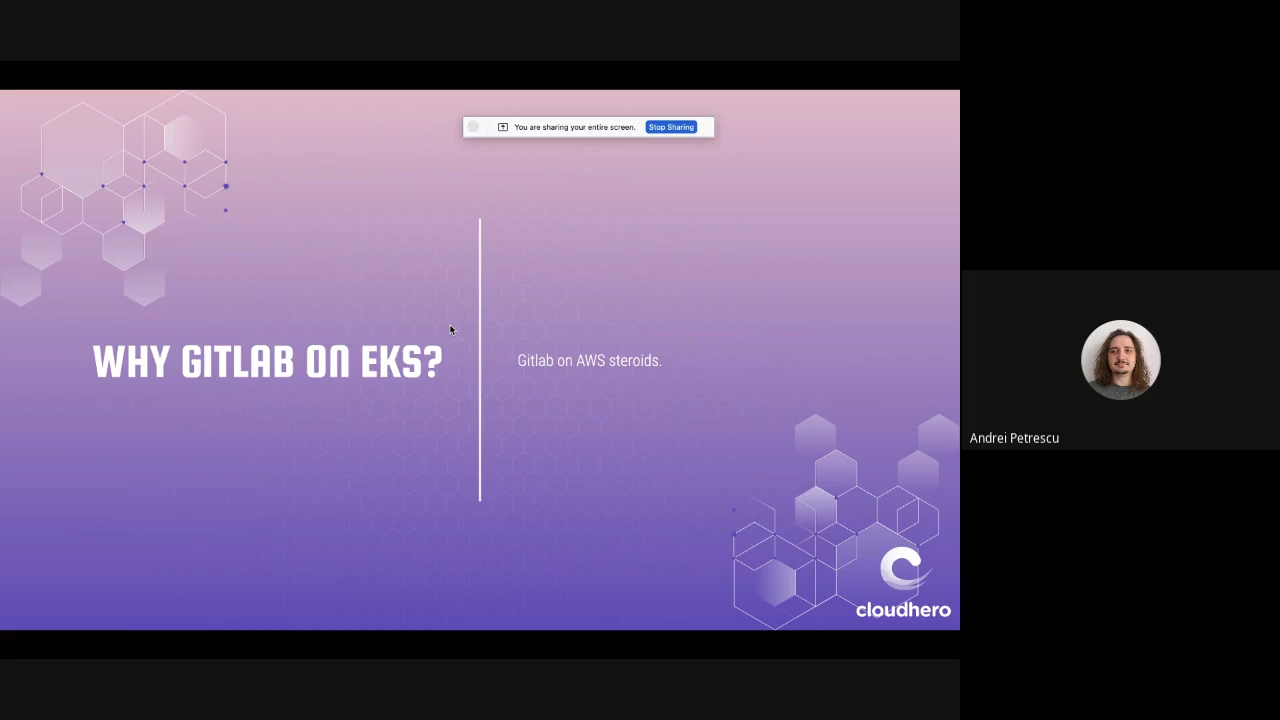 You are sharing your entire screen. Stop Sharing
WHY GITLAB ON EKS?
Gitlab on AWS steroids.
Andrei Petrescu
cloudhero